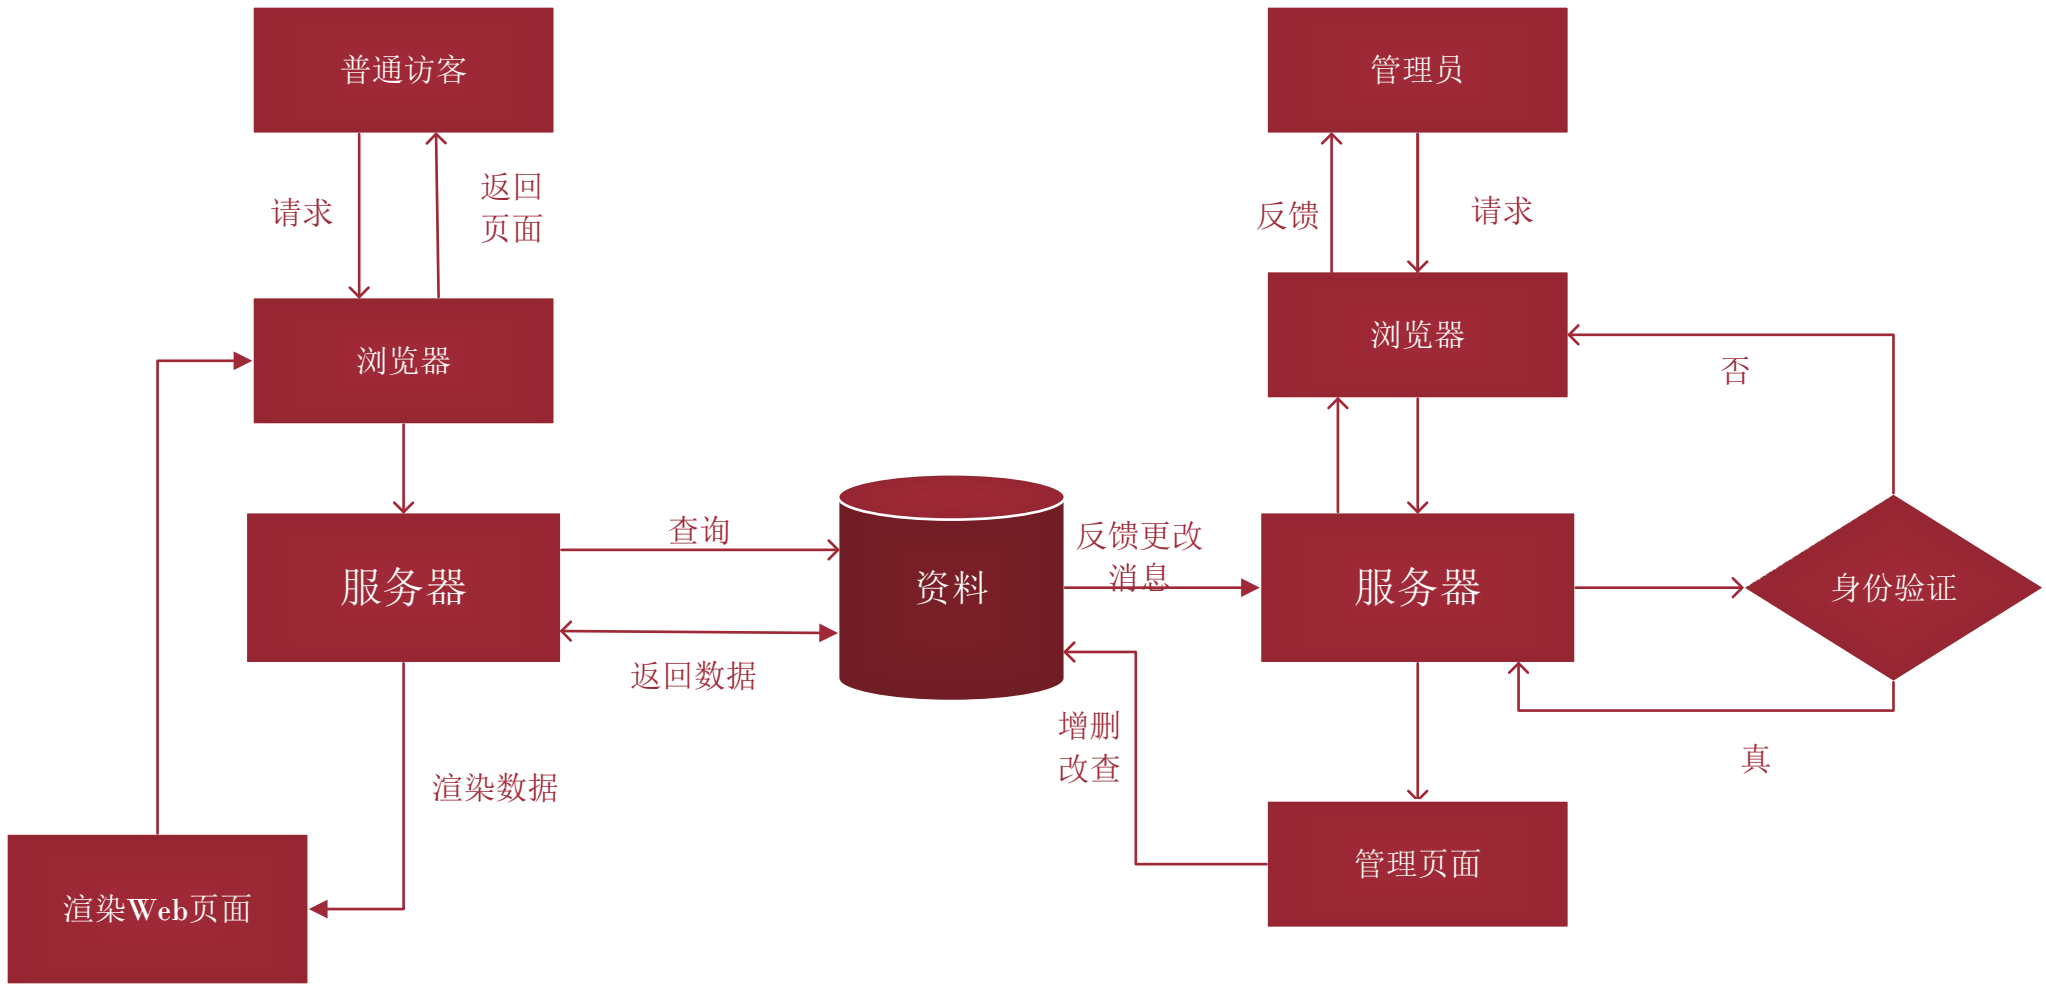 普通访客
管理员
请求
返回
页面
反馈
请求
浏览器
浏览器
否
服务器
查询
返回数据
资料
反馈更改
消息
服务器
身份验证
渲染数据
增删
改查
真
渲染Web页面
管理页面